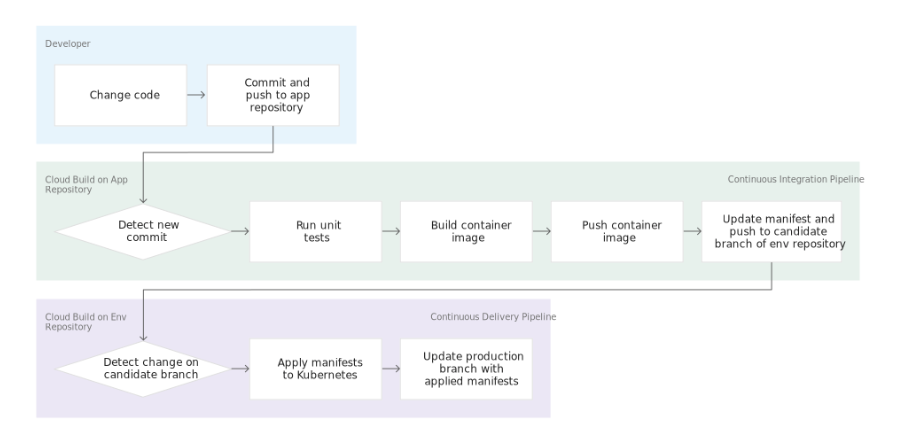 Developer
Change code
Commit and
push to app
repository
Cloud Build on App
Repository
Continuous Integration Pipeline
Detect new
commit
Run unit
tests
Build container
image
Push container
image
Update manifest and
push to candidate
branch of env repository
Cloud Build on Env
Repository
Continuous Delivery Pipeline
Detect change on
candidate branch
Apply manifests
to Kubernetes
Update production
branch with
applied manifests